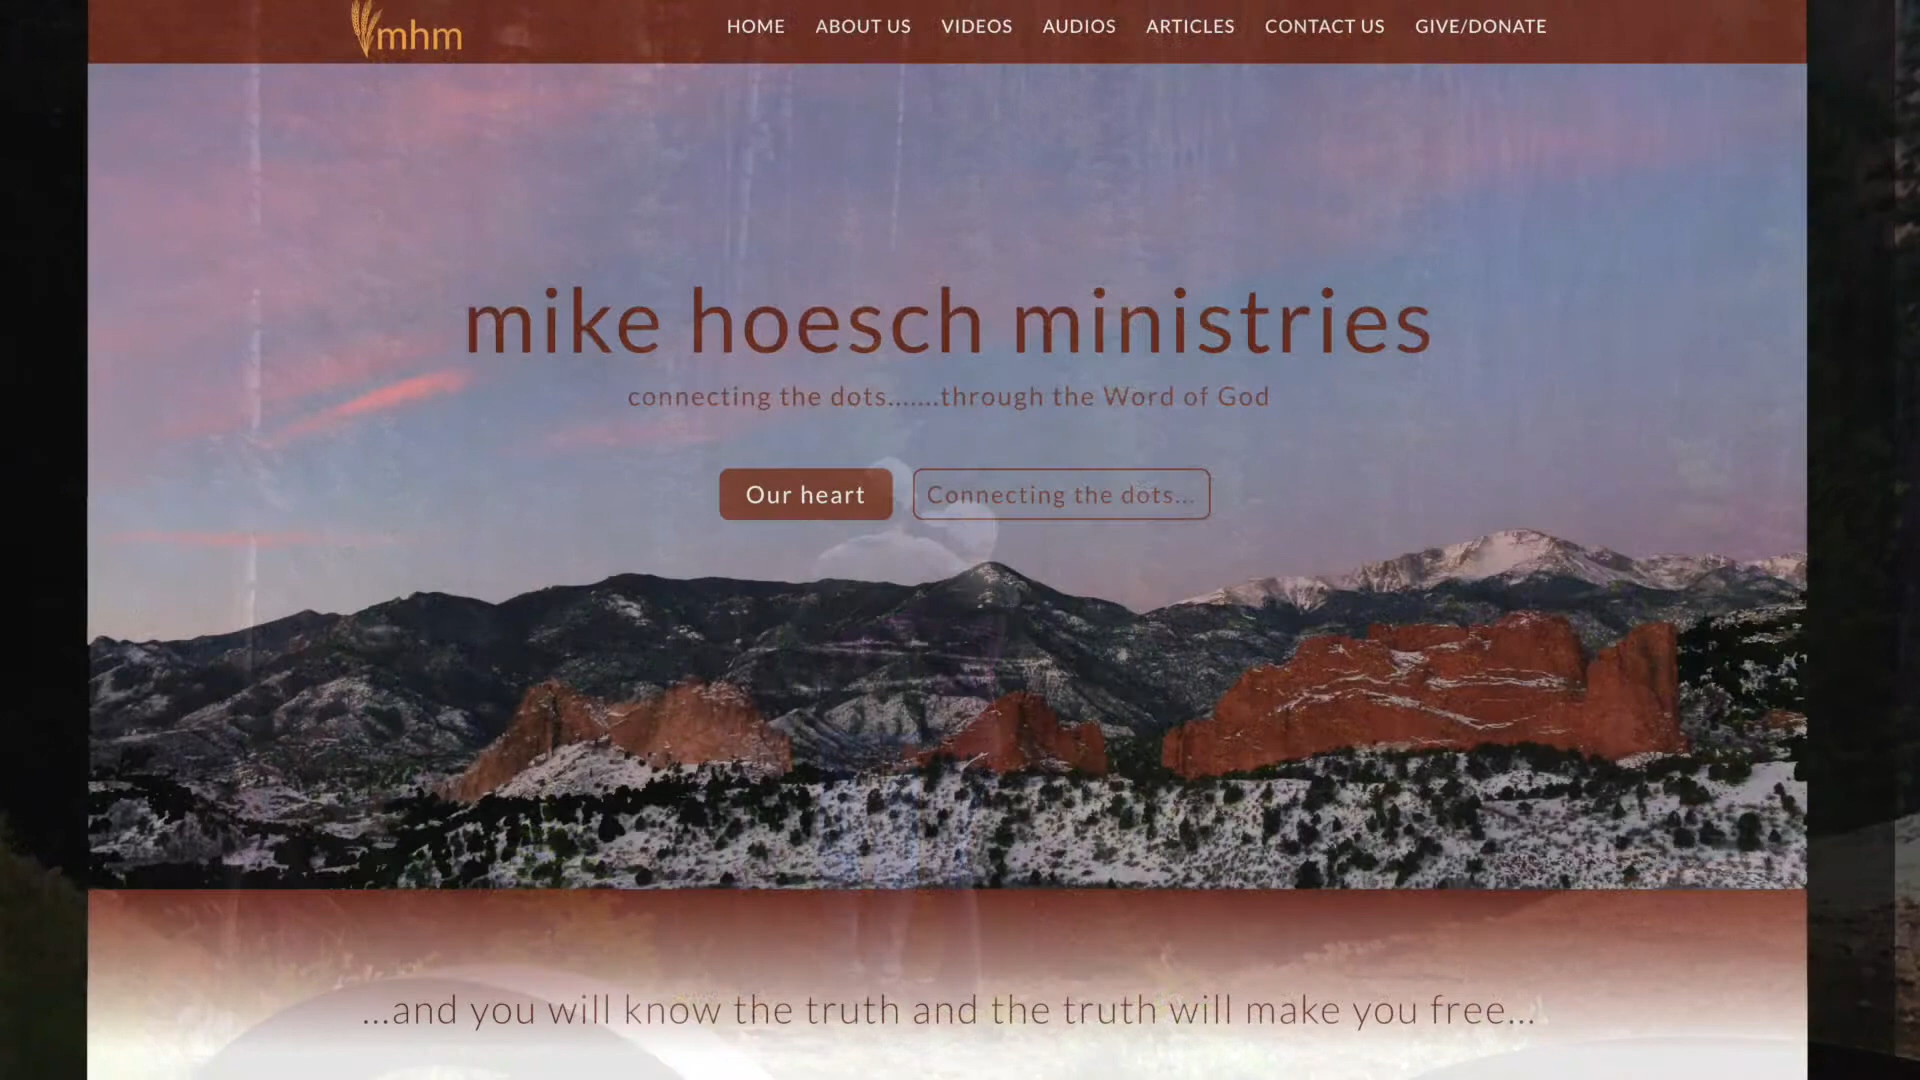 mhm
HOME ABOUT US VIDEOS AUDIOS ARTICLES CONTACT US GIVE/DONATE
mike hoesch ministries
connecting the dots.......through the Word of God
Our heart Connecting the dots...
...and you will know the truth and the truth will make you free...